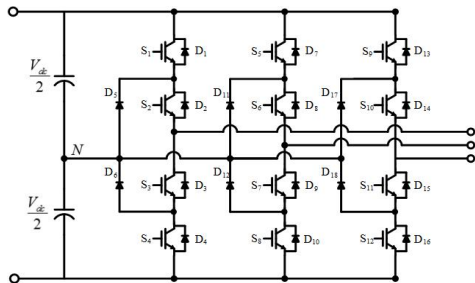 S1 D1 S5 D7 S9 D13
Vdc/2
D5 D11 D17
S2 D2 S6 D8 S10 D14
N
D6 D12 D18
S3 D3 S7 D9 S11 D15
Vdc/2
S4 D4 S8 D10 S12 D16